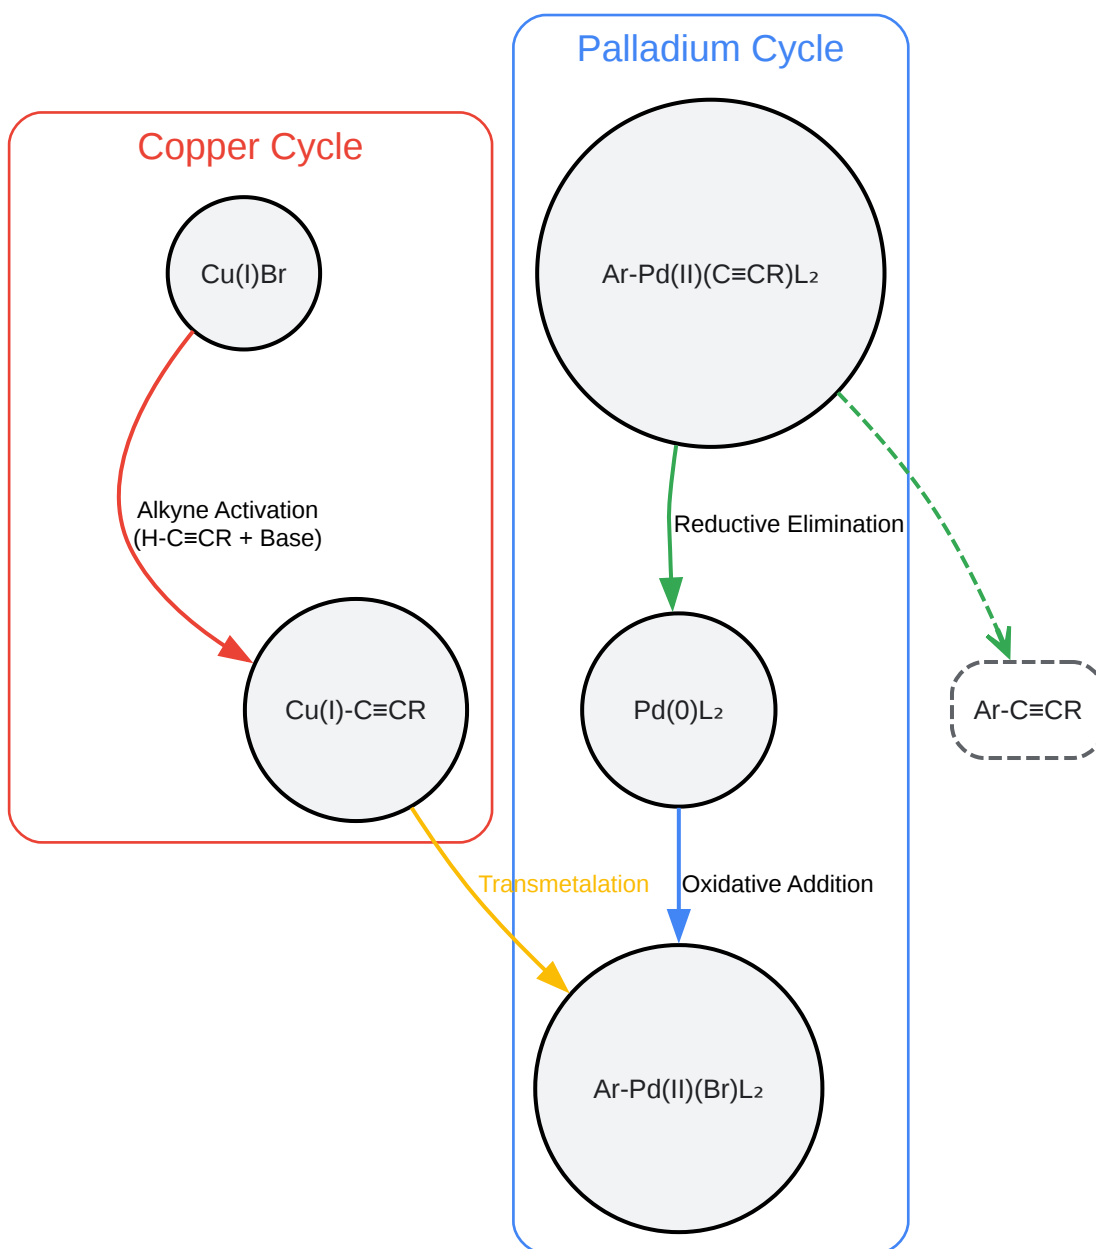 Palladium Cycle
Copper Cycle
Cu(I)Br
Ar-Pd(II)(C≡CR)L₂
Alkyne Activation
(H-C≡CR + Base)
Reductive Elimination
Cu(I)-C≡CR
Pd(0)L₂
Ar-C≡CR
Transmetalation
Oxidative Addition
Ar-Pd(II)(Br)L₂